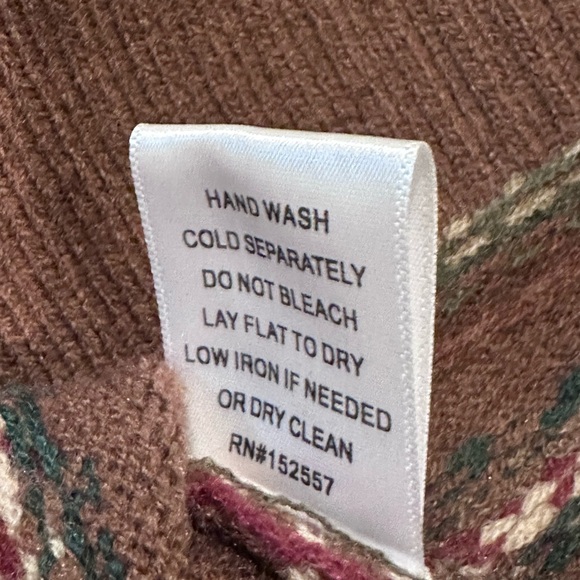 HAND WASH
COLD SEPARATELY
DO NOT BLEACH
LAY FLAT TO DRY
LOW IRON IF NEEDED
OR DRY CLEAN
RN#152557